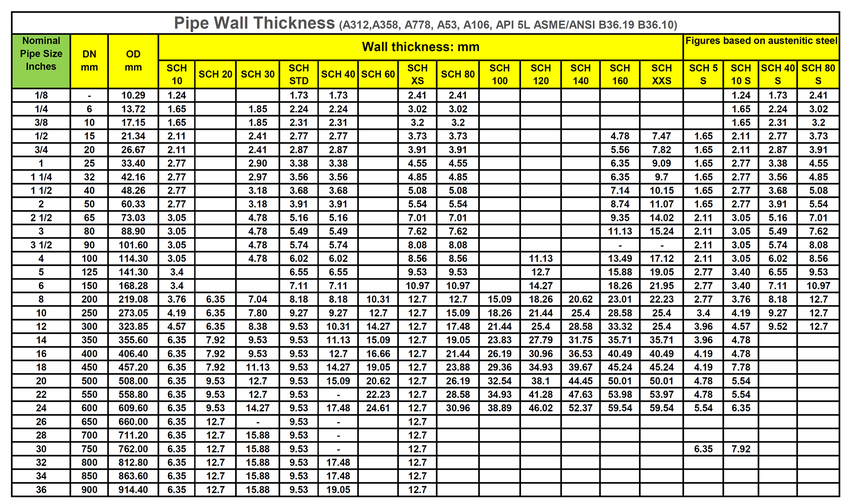 Pipe Wall Thickness (A312,A358, A778, A53, A106, API 5L ASME/ANSI B36.19 B36.10)
Nominal Pipe Size Inches DN mm OD mm Wall thickness: mm Figures based on austenitic steel
SCH 10 SCH 20 SCH 30 SCH STD SCH 40 SCH 60 SCH XS SCH 80 SCH 100 SCH 120 SCH 140 SCH 160 SCH XXS SCH 5 S SCH 10 S SCH 40 S SCH 80 S
1/8 - 10.29 1.24 1.73 1.73 2.41 2.41 1.24 1.73 2.41
1/4 6 13.72 1.65 1.85 2.24 2.24 3.02 3.02 1.65 2.24 3.02
3/8 10 17.15 1.65 1.85 2.31 2.31 3.2 3.2 1.65 2.31 3.2
1/2 15 21.34 2.11 2.41 2.77 2.77 3.73 3.73 4.78 7.47 1.65 2.11 2.77 3.73
3/4 20 26.67 2.11 2.41 2.87 2.87 3.91 3.91 5.56 7.82 1.65 2.11 2.87 3.91
1 25 33.40 2.77 2.90 3.38 3.38 4.55 4.55 6.35 9.09 1.65 2.77 3.38 4.55
1 1/4 32 42.16 2.77 2.97 3.56 3.56 4.85 4.85 6.35 9.7 1.65 2.77 3.56 4.85
1 1/2 40 48.26 2.77 3.18 3.68 3.68 5.08 5.08 7.14 10.15 1.65 2.77 3.68 5.08
2 50 60.33 2.77 3.18 3.91 3.91 5.54 5.54 8.74 11.07 1.65 2.77 3.91 5.54
2 1/2 65 73.03 3.05 4.78 5.16 5.16 7.01 7.01 9.35 14.02 2.11 3.05 5.16 7.01
3 80 88.90 3.05 4.78 5.49 5.49 7.62 7.62 11.13 15.24 2.11 3.05 5.49 7.62
3 1/2 90 101.60 3.05 4.78 5.74 5.74 8.08 8.08 - - 2.11 3.05 5.74 8.08
4 100 114.30 3.05 4.78 6.02 6.02 8.56 8.56 11.13 13.49 17.12 2.11 3.05 6.02 8.56
5 125 141.30 3.4 6.55 6.55 9.53 9.53 12.7 15.88 19.05 2.77 3.40 6.55 9.53
6 150 168.28 3.4 7.11 7.11 10.97 10.97 14.27 18.26 21.95 2.77 3.40 7.11 10.97
8 200 219.08 3.76 6.35 7.04 8.18 8.18 10.31 12.7 12.7 15.09 18.26 20.62 23.01 22.23 2.77 3.76 8.18 12.7
10 250 273.05 4.19 6.35 7.80 9.27 9.27 12.7 12.7 15.09 18.26 21.44 25.4 28.58 25.4 3.4 4.19 9.27 12.7
12 300 323.85 4.57 6.35 8.38 9.53 10.31 14.27 12.7 17.48 21.44 25.4 28.58 33.32 25.4 3.96 4.57 9.52 12.7
14 350 355.60 6.35 7.92 9.53 9.53 11.13 15.09 12.7 19.05 23.83 27.79 31.75 35.71 35.71 3.96 4.78
16 400 406.40 6.35 7.92 9.53 9.53 12.7 16.66 12.7 21.44 26.19 30.96 36.53 40.49 40.49 4.19 4.78
18 450 457.20 6.35 7.92 11.13 9.53 14.27 19.05 12.7 23.88 29.36 34.93 39.67 45.24 45.24 4.19 7.78
20 500 508.00 6.35 9.53 12.7 9.53 15.09 20.62 12.7 26.19 32.54 38.1 44.45 50.01 50.01 4.78 5.54
22 550 558.80 6.35 9.53 12.7 9.53 - 22.23 12.7 28.58 34.93 41.28 47.63 53.98 53.97 4.78 5.54
24 600 609.60 6.35 9.53 14.27 9.53 17.48 24.61 12.7 30.96 38.89 46.02 52.37 59.54 59.54 5.54 6.35
26 650 660.00 6.35 12.7 - 9.53 - 12.7
28 700 711.20 6.35 12.7 15.88 9.53 - 12.7
30 750 762.00 6.35 12.7 15.88 9.53 - 12.7 6.35 7.92
32 800 812.80 6.35 12.7 15.88 9.53 17.48 12.7
34 850 863.60 6.35 12.7 15.88 9.53 17.48 12.7
36 900 914.40 6.35 12.7 15.88 9.53 19.05 12.7